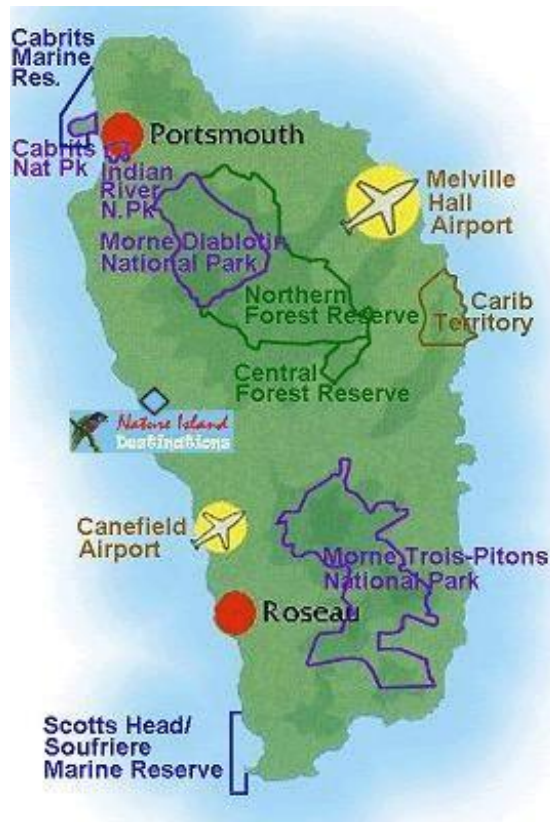 Cabrits
Marine
Res.
Portsmouth
Cabrits
Nat Pk
Indian
River
N.Pk
Melville
Hall
Airport
Morne Diablotin
National Park
Northern
Forest Reserve
Carib
Territory
Central
Forest Reserve
Nature Island
Destinations
Canefield
Airport
Morne Trois-Pitons
National Park
Roseau
Scotts Head/
Soufriere
Marine Reserve